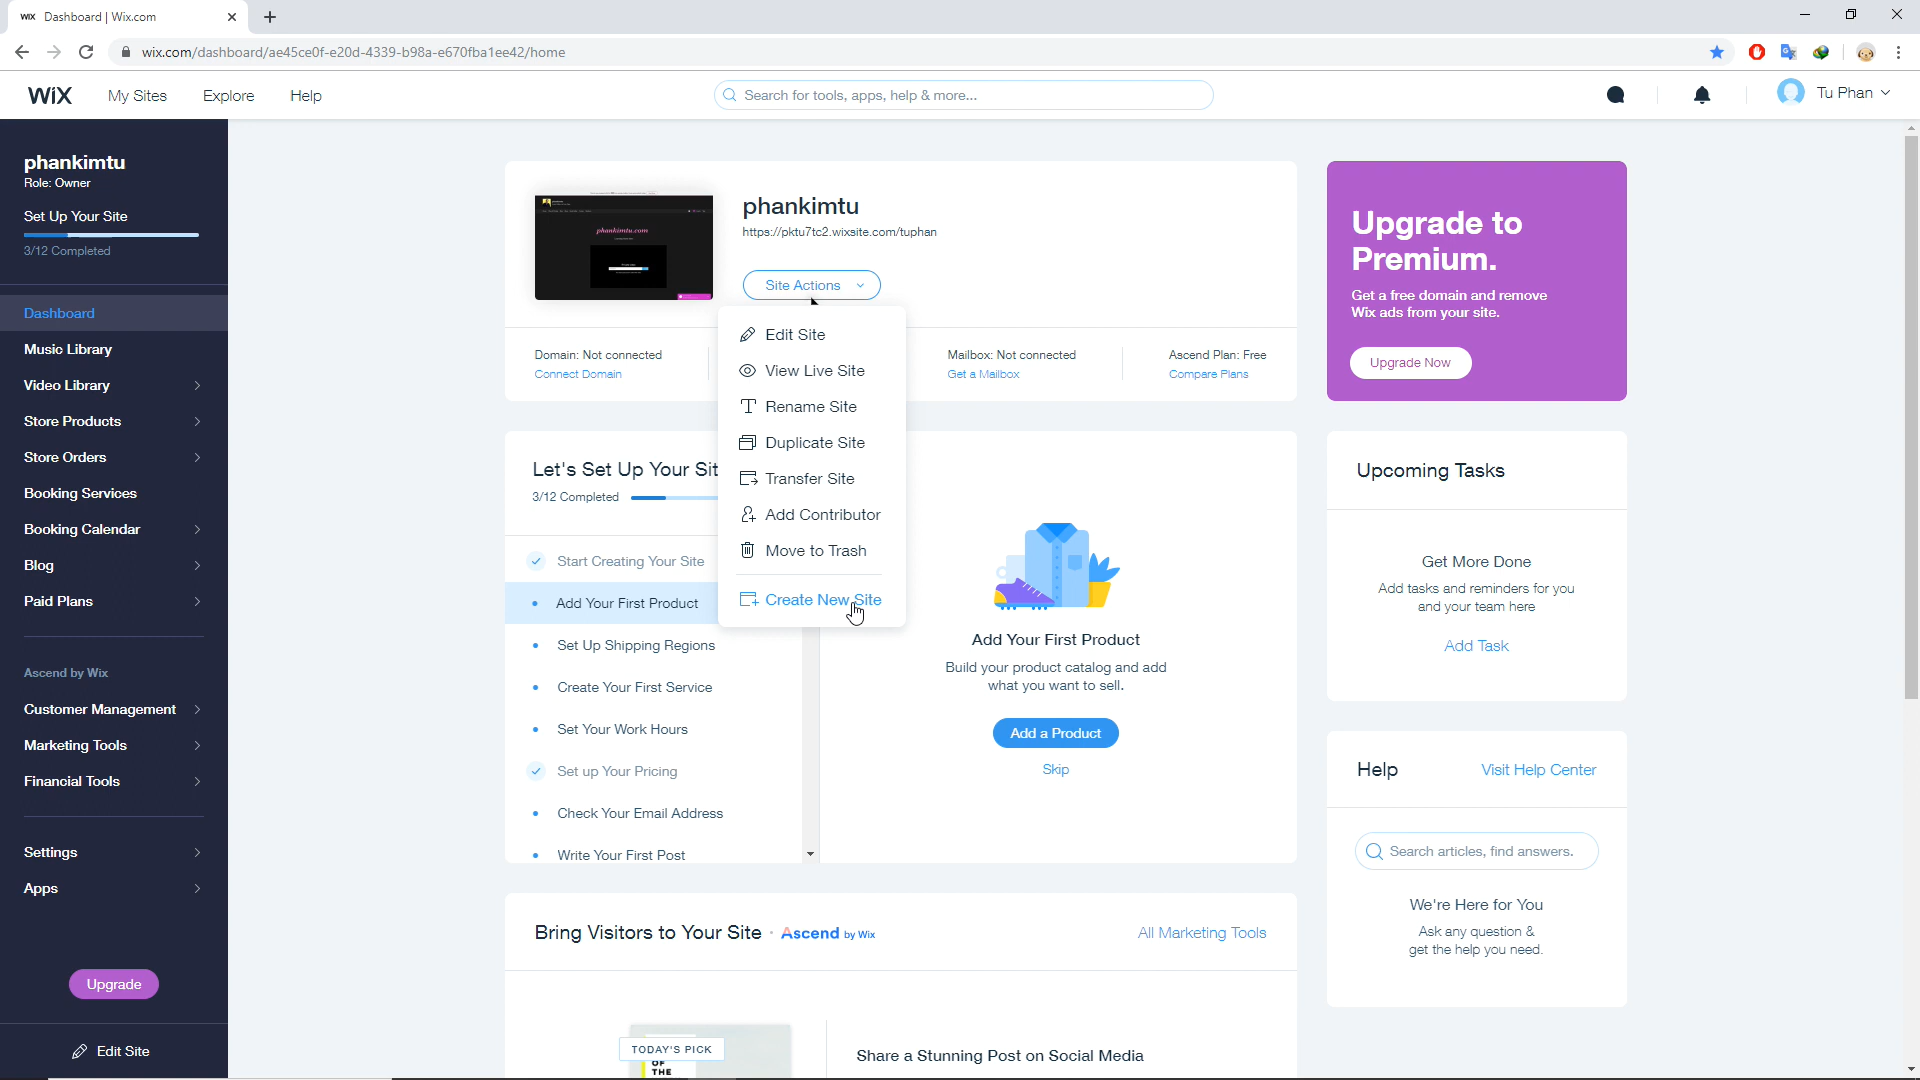 WiX Dashboard | Wix.com
wix.com/dashboard/ae45ce0f-e20d-4339-b98a-e670fba1ee42/home
WiX
My Sites
Explore
Help
Search for tools, apps, help & more...
Tu Phan
phankimtu
Role: Owner
Set Up Your Site
3/12 Completed
Dashboard
Music Library
Video Library
Store Products
Store Orders
Booking Services
Booking Calendar
Blog
Paid Plans
Ascend by Wix
Customer Management
Marketing Tools
Financial Tools
Settings
Apps
Upgrade
Edit Site
phankimtu.com
phankimtu
https://pktu7tc2.wixsite.com/tuphan
Site Actions
Edit Site
View Live Site
Rename Site
Duplicate Site
Transfer Site
Add Contributor
Move to Trash
Create New Site
Domain: Not connected
Connect Domain
Mailbox: Not connected
Get a Mailbox
Ascend Plan: Free
Compare Plans
Let's Set Up Your Sit
3/12 Completed
Start Creating Your Site
Add Your First Product
Set Up Shipping Regions
Create Your First Service
Set Your Work Hours
Set up Your Pricing
Check Your Email Address
Write Your First Post
Add Your First Product
Build your product catalog and add
what you want to sell.
Add a Product
Skip
Bring Visitors to Your Site · Ascend by Wix
All Marketing Tools
TODAY'S PICK
OF
THE
Share a Stunning Post on Social Media
Upgrade to
Premium.
Get a free domain and remove
Wix ads from your site.
Upgrade Now
Upcoming Tasks
Get More Done
Add tasks and reminders for you
and your team here
Add Task
Help
Visit Help Center
Search articles, find answers.
We're Here for You
Ask any question &
get the help you need.